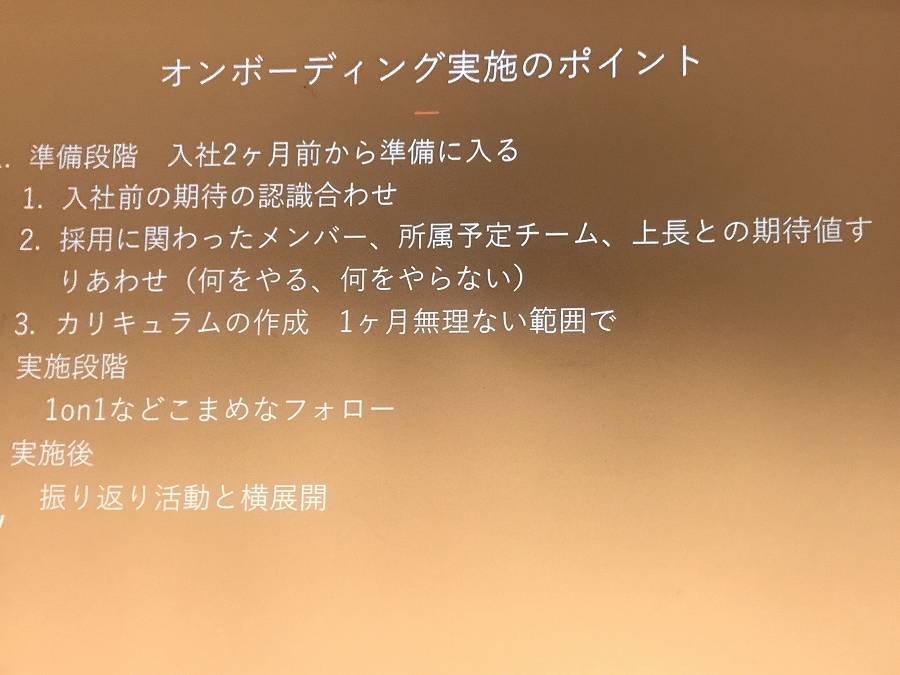 オンボーディング実施のポイント
. 準備段階　入社2ヶ月前から準備に入る
1. 入社前の期待の認識合わせ
2. 採用に関わったメンバー、所属予定チーム、上長との期待値す
りあわせ（何をやる、何をやらない）
3. カリキュラムの作成　1ヶ月無理ない範囲で
実施段階
1on1などこまめなフォロー
実施後
振り返り活動と横展開